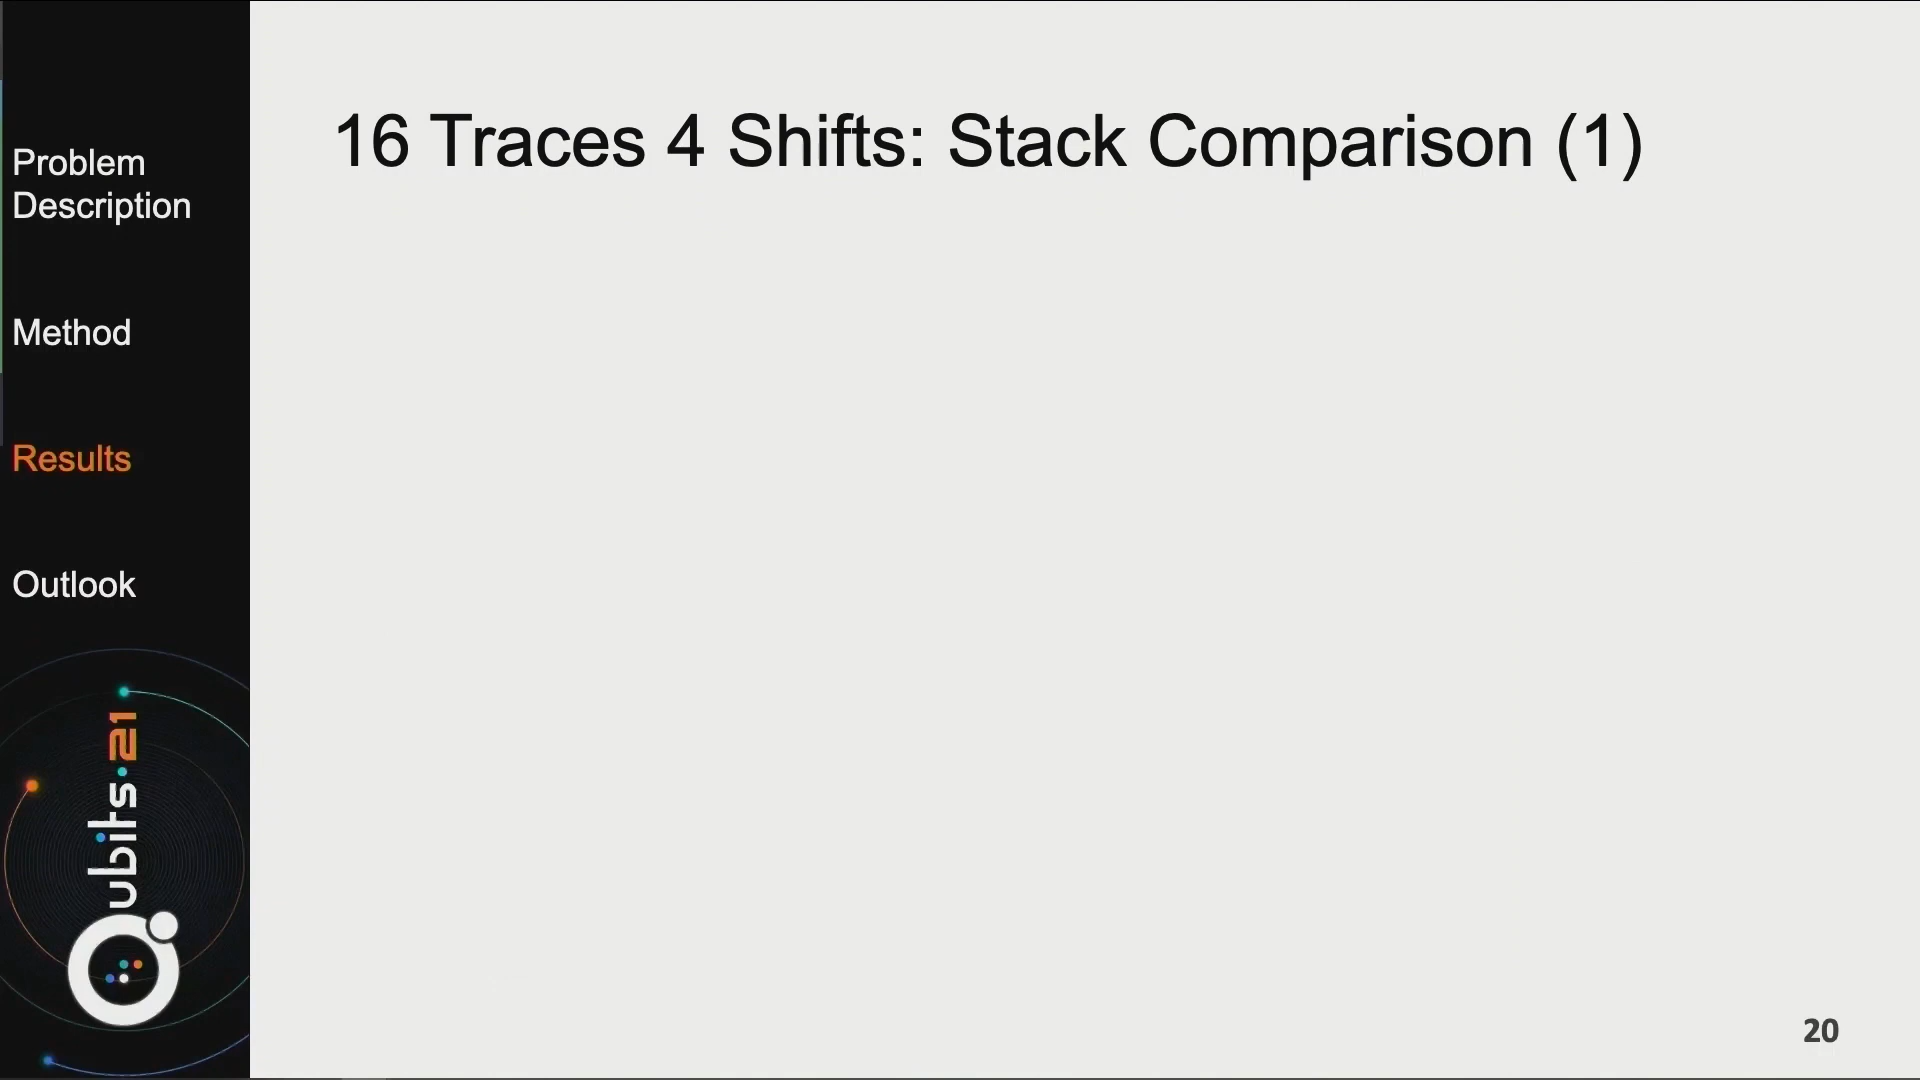 16 Traces 4 Shifts: Stack Comparison (1)
Problem
Description
Method
Results
Outlook
Qubits.21
20